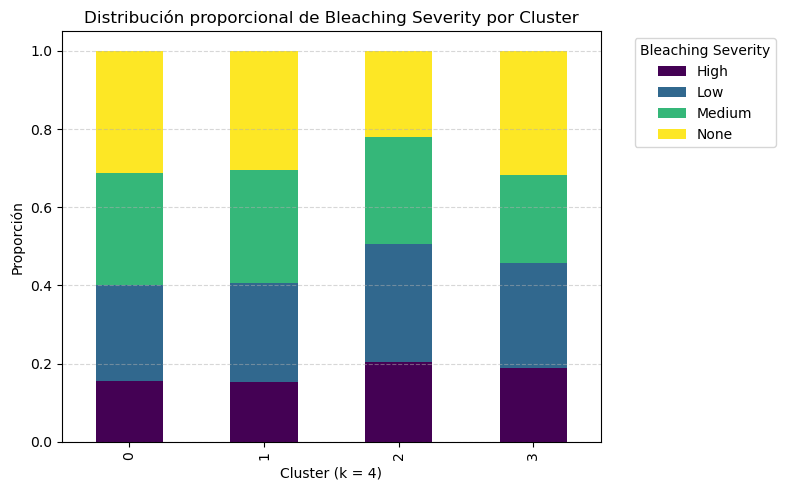 Distribución proporcional de Bleaching Severity por Cluster
Proporción
1.0
0.8
0.6
0.4
0.2
0.0
0
1
2
3
Cluster (k = 4)
Bleaching Severity
High
Low
Medium
None